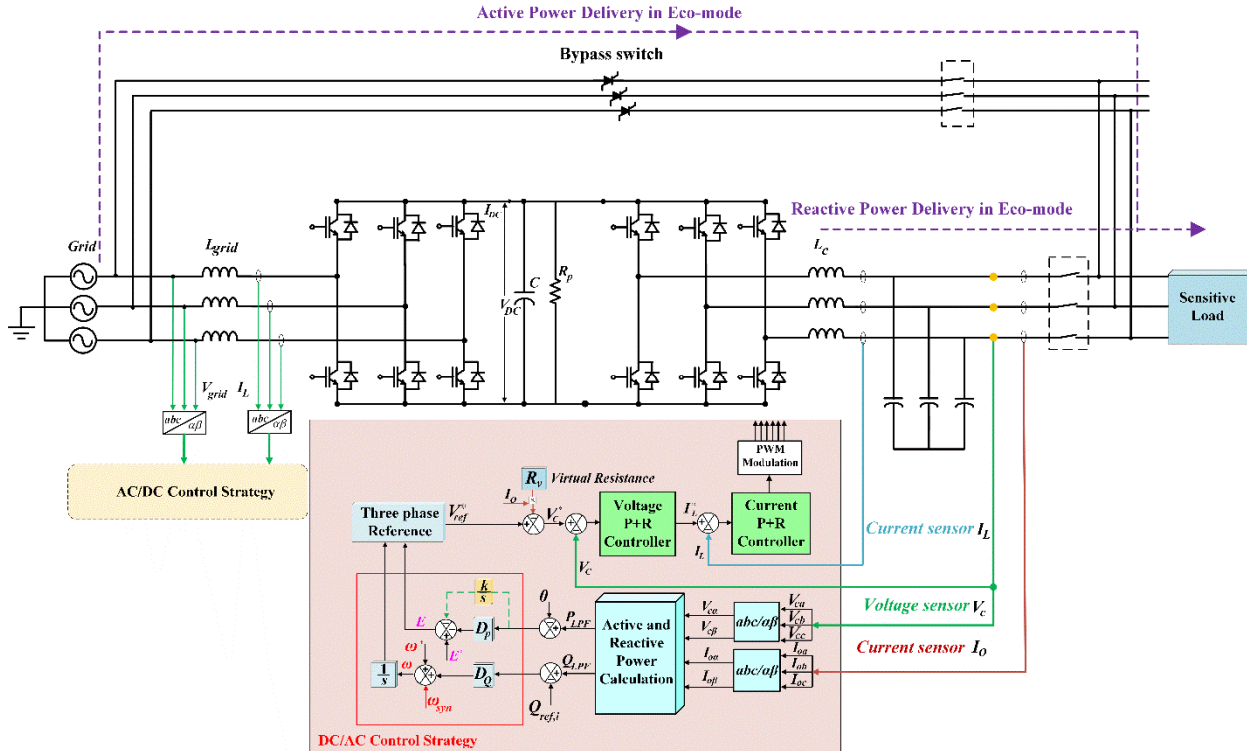 Active Power Delivery in Eco-mode
Bypass switch
Reactive Power Delivery in Eco-mode
Grid
L_grid
I_DC
C
V_DC
R_p
L_c
Sensitive
Load
V_grid
I_L
abc/αβ
abc/αβ
AC/DC Control Strategy
PWM
Modulation
R_v
Virtual Resistance
I_o
Three phase
Reference
V_C*
Voltage
P+R
Controller
I_L*
Current
P+R
Controller
I_L
V_C
Current sensor I_L
Voltage sensor V_c
Current sensor I_O
k/s
0
P_LPF
E
D_p
E*
ω*
ω
1/s
D_Q
ω_syn
Q_ref,i
Active and
Reactive
Power
Calculation
V_cα
V_cβ
I_oα
I_oβ
abc/αβ
abc/αβ
V_ca
V_cb
V_cc
I_oa
I_ob
I_oc
DC/AC Control Strategy